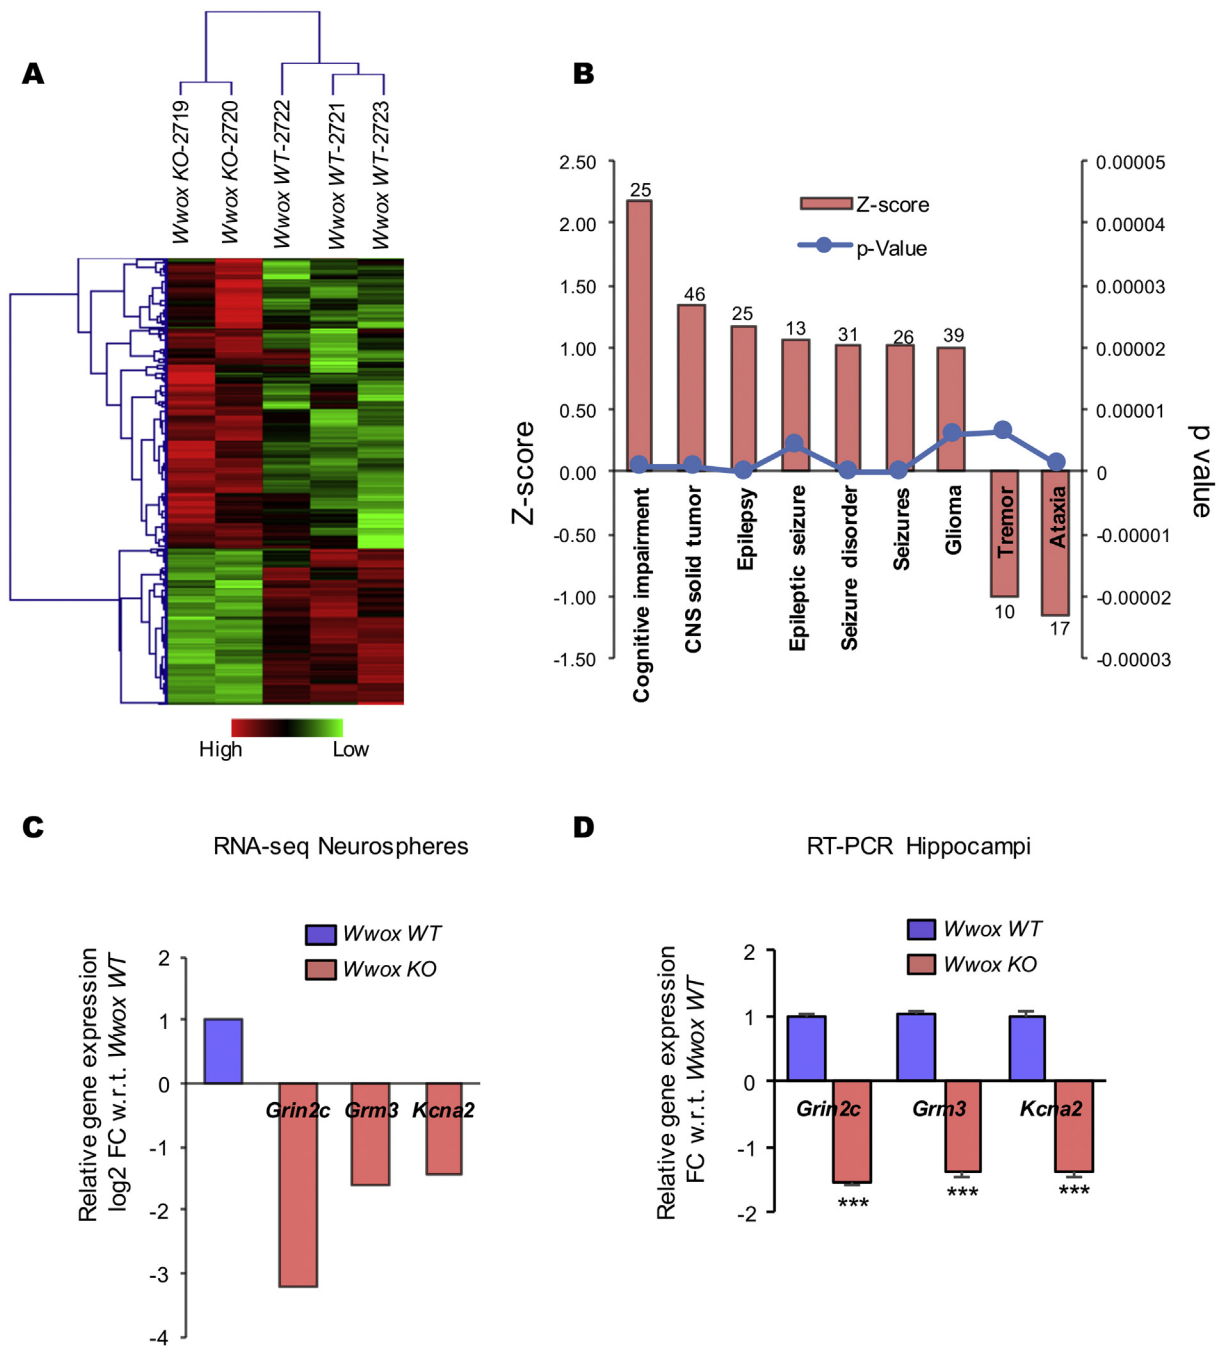 A
Wwox KO-2719
Wwox KO-2720
Wwox WT-2722
Wwox WT-2721
Wwox WT-2723
High
Low
B
Z-score
p-Value
2.50
2.00
1.50
1.00
0.50
0.00
-0.50
-1.00
-1.50
Z-score
0.00005
0.00004
0.00003
0.00002
0.00001
0
-0.00001
-0.00002
-0.00003
p value
25
46
25
13
31
26
39
10
17
Cognitive impairment
CNS solid tumor
Epilepsy
Epileptic seizure
Seizure disorder
Seizures
Glioma
Tremor
Ataxia
C
RNA-seq Neurospheres
Wwox WT
Wwox KO
Relative gene expression
log2 FC w.r.t. Wwox WT
2
1
0
-1
-2
-3
-4
Grin2c
Grm3
Kcna2
D
RT-PCR Hippocampi
Wwox WT
Wwox KO
Relative gene expression
FC w.r.t. Wwox WT
2
1
0
-1
-2
Grin2c
Grm3
Kcna2
***
***
***